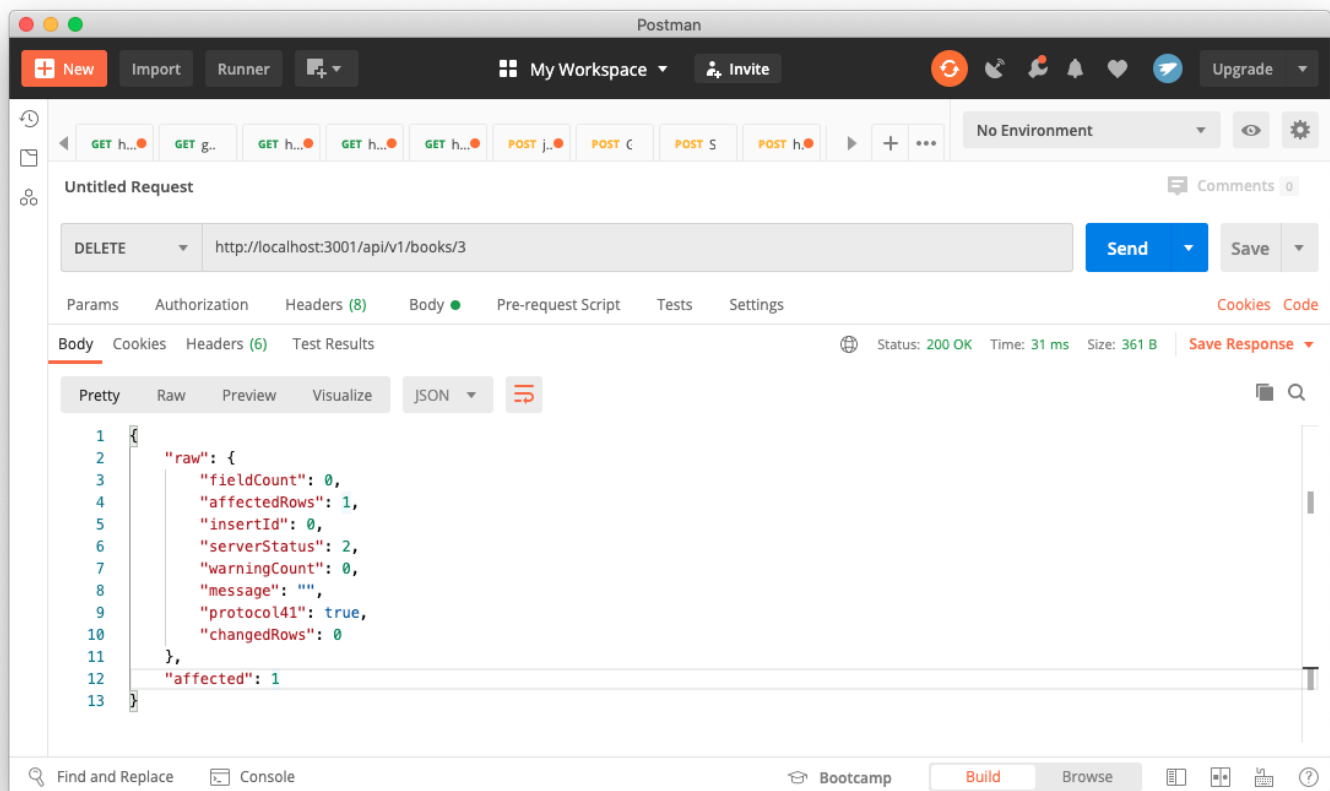 Postman
New Import Runner My Workspace Invite Upgrade
GET h... GET g.. GET h... GET h... GET h... POST j.. POST C POST S POST h. + ••• No Environment
Untitled Request Comments 0
DELETE http://localhost:3001/api/v1/books/3 Send Save
Params Authorization Headers (8) Body Pre-request Script Tests Settings Cookies Code
Body Cookies Headers (6) Test Results Status: 200 OK Time: 31 ms Size: 361 B Save Response
Pretty Raw Preview Visualize JSON
1 {
2 "raw": {
3 "fieldCount": 0,
4 "affectedRows": 1,
5 "insertId": 0,
6 "serverStatus": 2,
7 "warningCount": 0,
8 "message": "",
9 "protocol41": true,
10 "changedRows": 0
11 },
12 "affected": 1
13 }
Find and Replace Console Bootcamp Build Browse